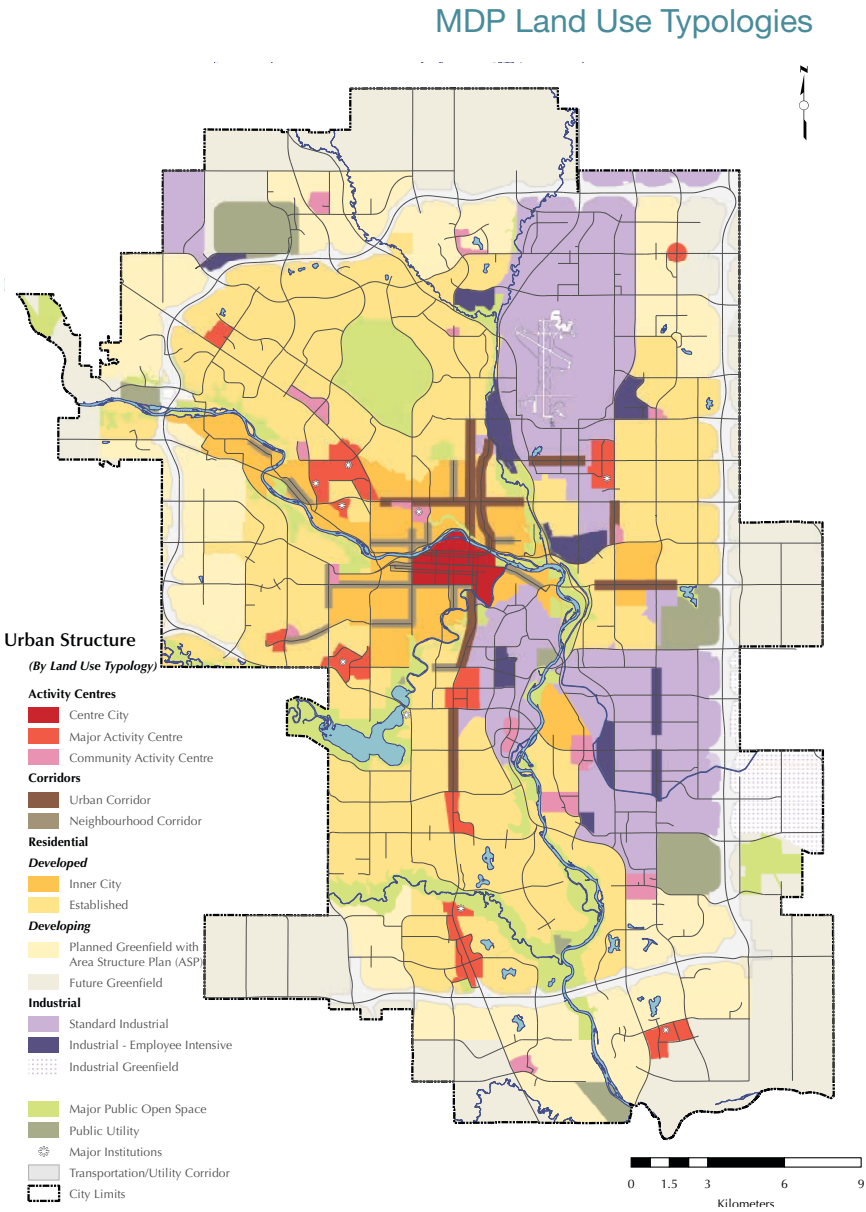 MDP Land Use Typologies
N
Urban Structure
(By Land Use Typology)
Activity Centres
Centre City
Major Activity Centre
Community Activity Centre
Corridors
Urban Corridor
Neighbourhood Corridor
Residential
Developed
Inner City
Established
Developing
Planned Greenfield with
Area Structure Plan (ASP)
Future Greenfield
Industrial
Standard Industrial
Industrial - Employee Intensive
Industrial Greenfield
Major Public Open Space
Public Utility
Major Institutions
Transportation/Utility Corridor
City Limits
0 1.5 3 6 9
Kilometers